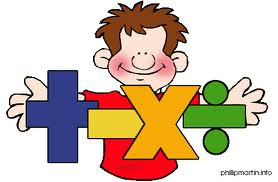 + - x ÷
phillipmartin.info